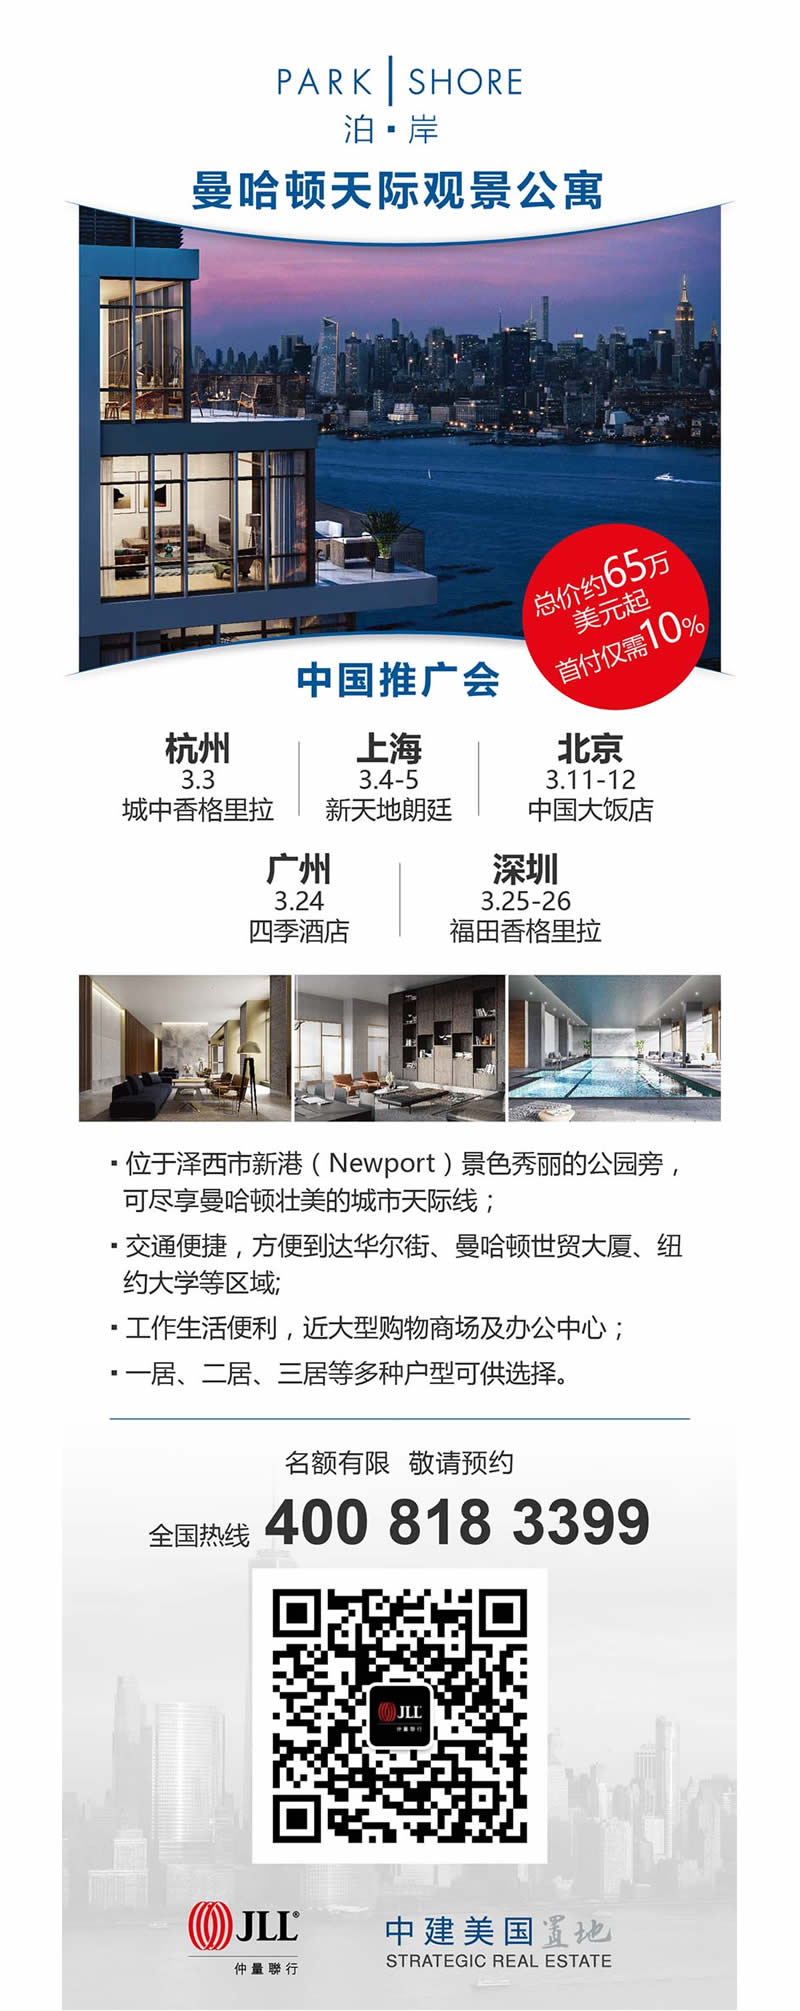 PARK | SHORE
泊·岸
曼哈顿天际观景公寓
总价约65万
美元起
首付仅需10%
中国推广会
杭州
3.3
城中香格里拉
上海
3.4-5
新天地朗廷
北京
3.11-12
中国大饭店
广州
3.24
四季酒店
深圳
3.25-26
福田香格里拉
▪ 位于泽西市新港（Newport）景色秀丽的公园旁，
可尽享曼哈顿壮美的城市天际线；
▪ 交通便捷，方便到达华尔街、曼哈顿世贸大厦、纽
约大学等区域;
▪ 工作生活便利，近大型购物商场及办公中心；
▪ 一居、二居、三居等多种户型可供选择。
名额有限 敬请预约
全国热线 400 818 3399
JLL
仲量聯行
JLL®
仲量聯行
中建美国置地
STRATEGIC REAL ESTATE